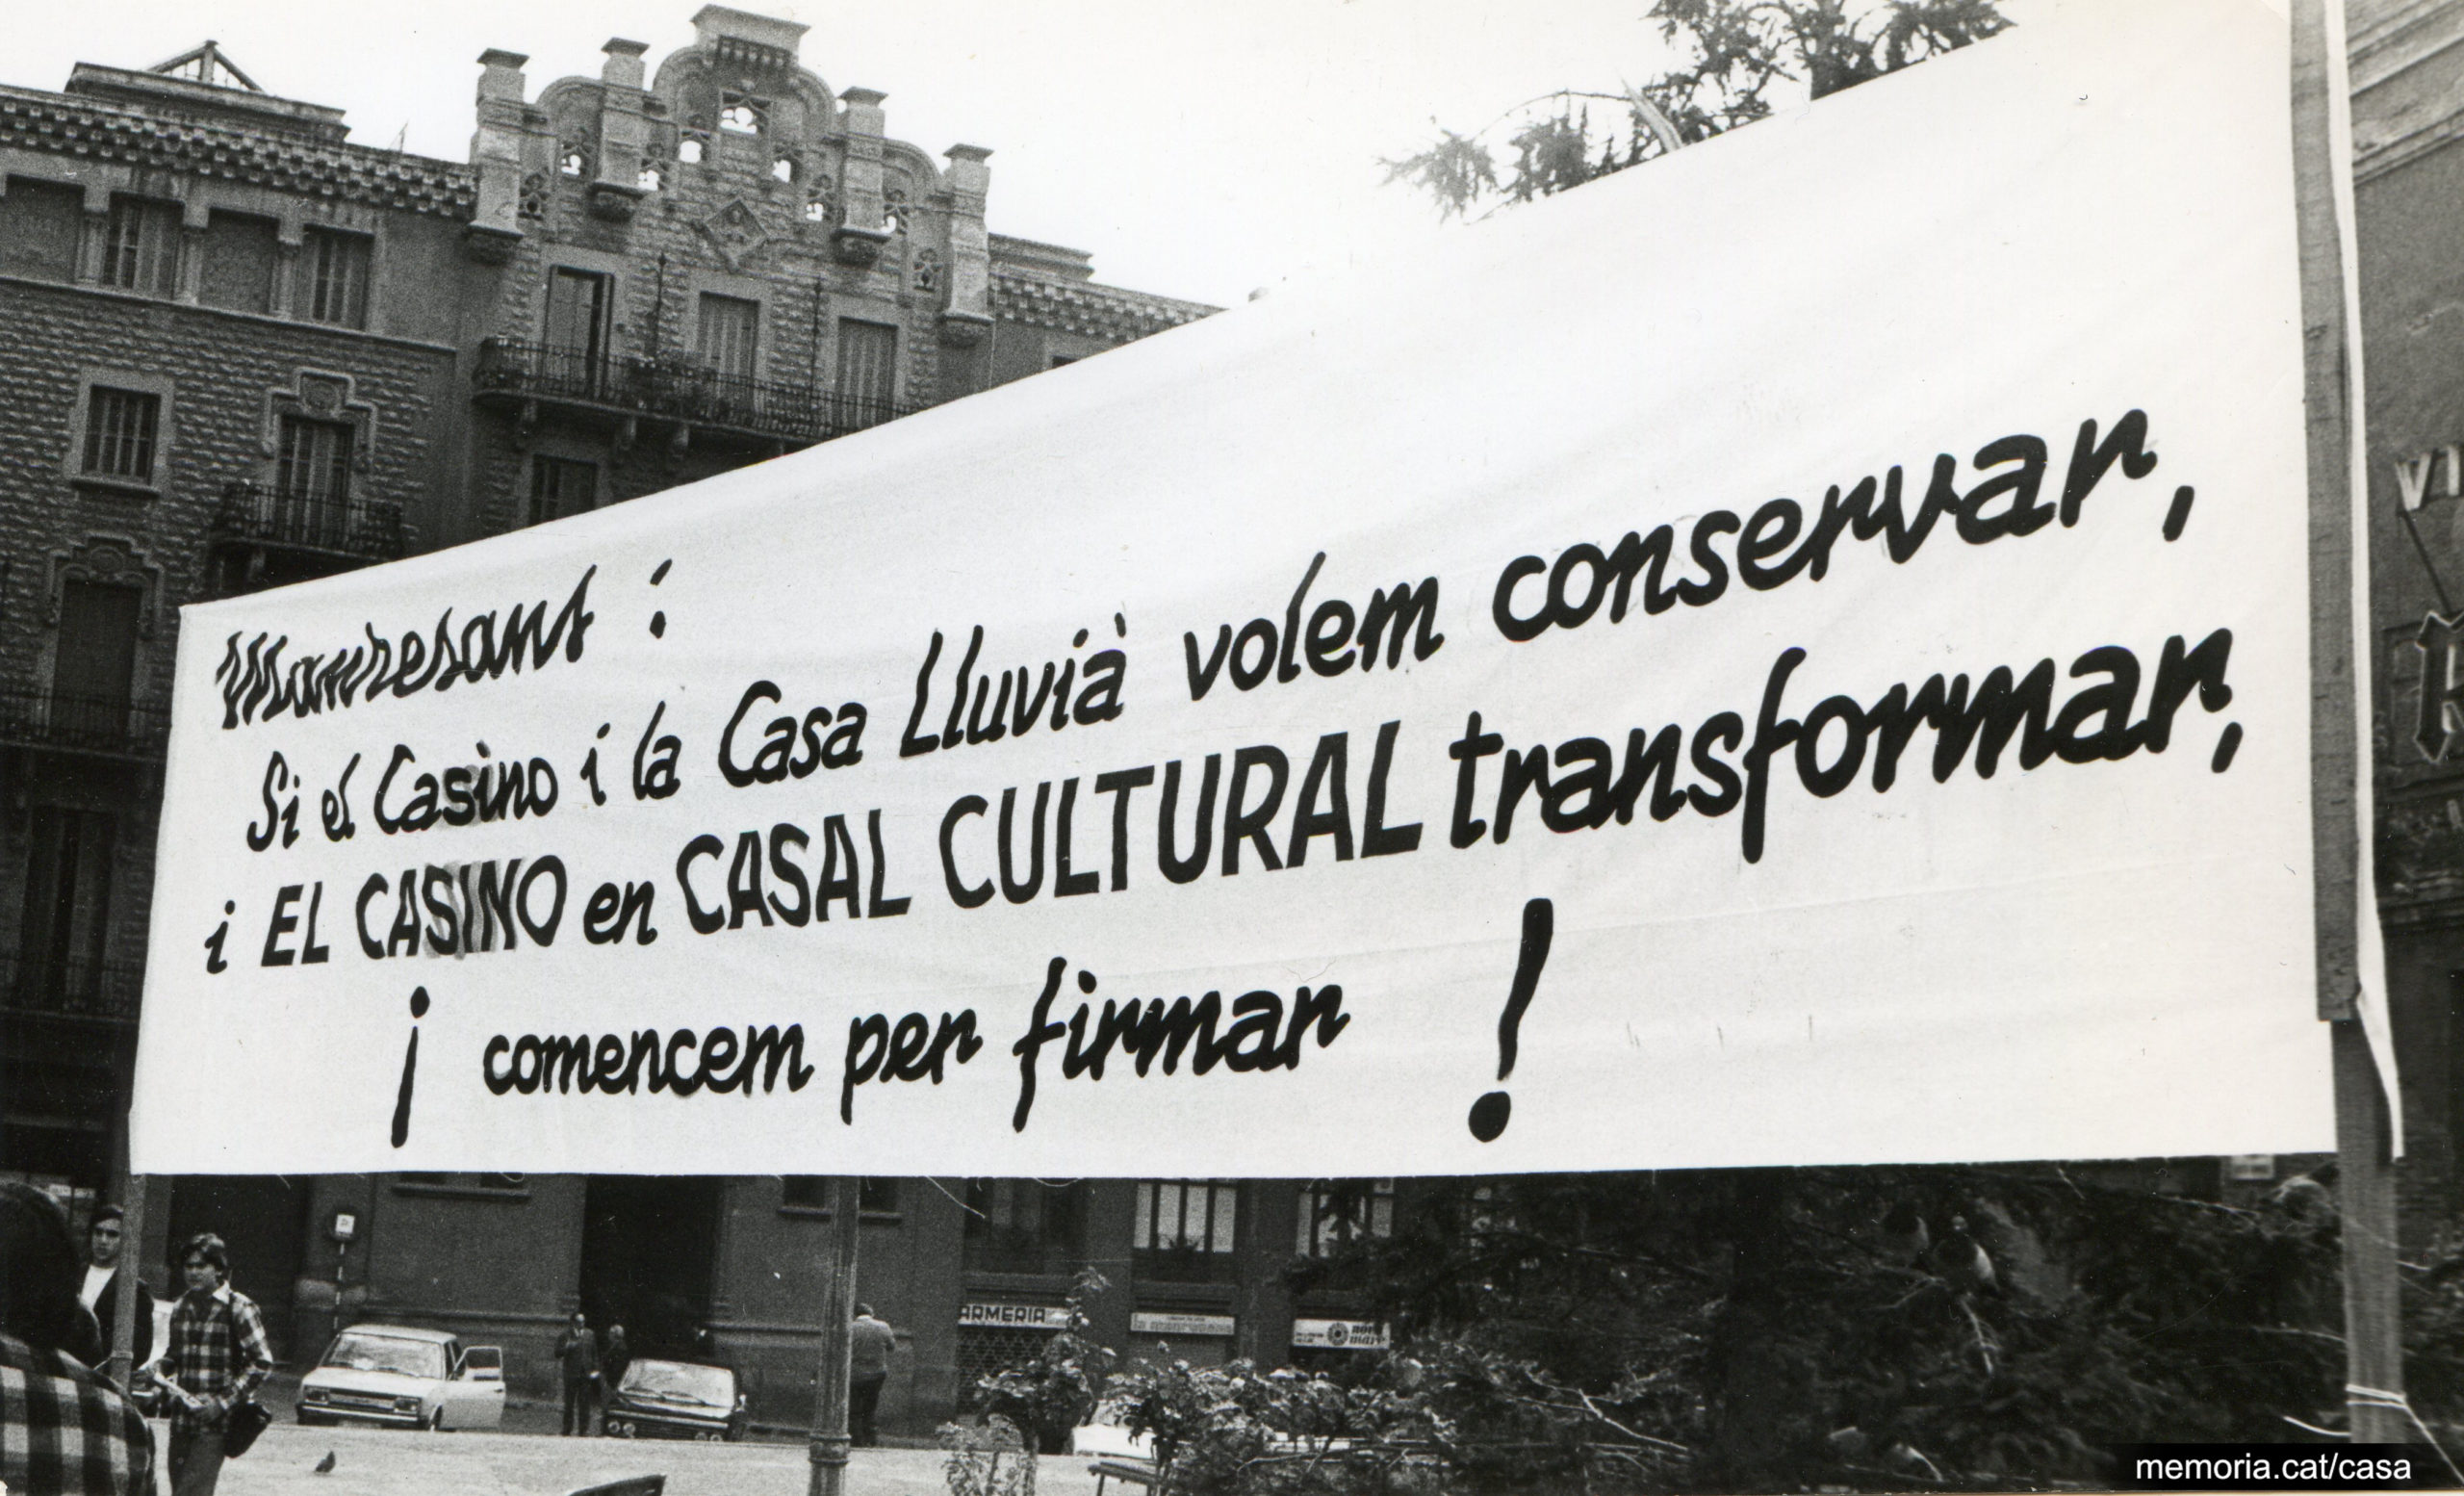 Manresans :
Si el Casino i la Casa Lluvià volem conservar,
i EL CASINO en CASAL CULTURAL transformar,
¡ comencem per firmar !
ARMERIA
memoria.cat/casa